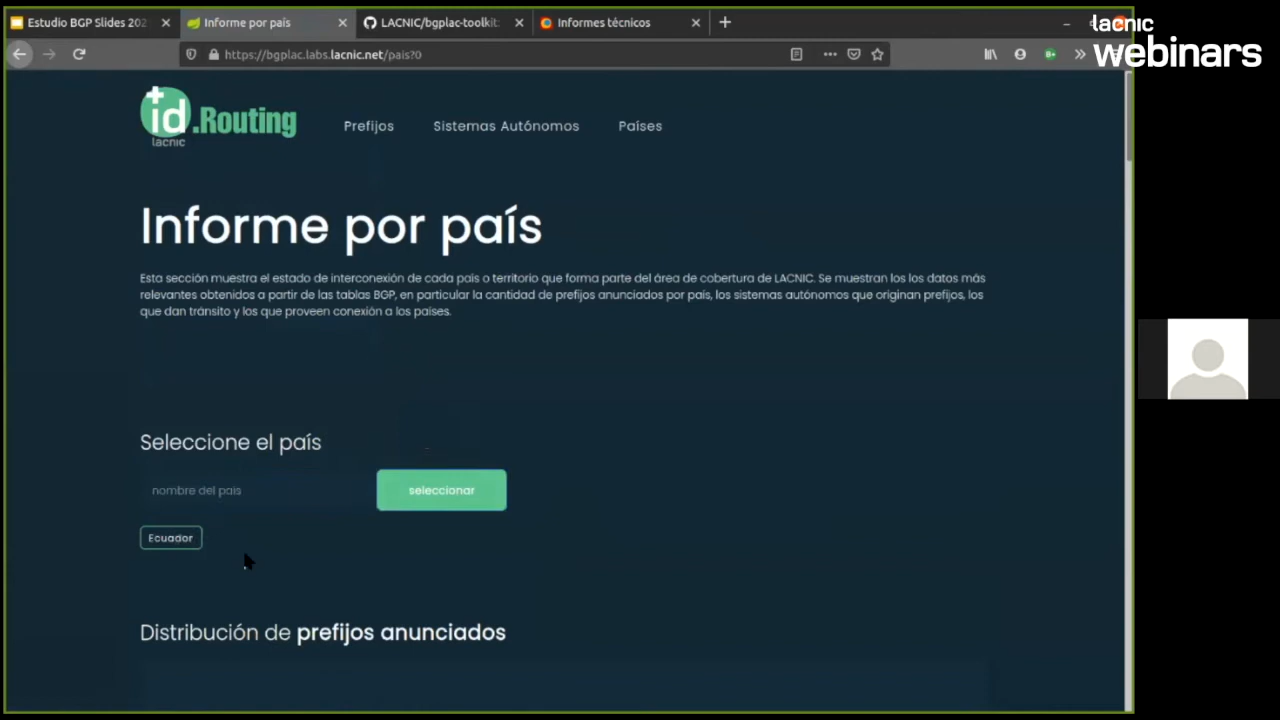 Estudio BGP Slides 202
Informe por país
LACNIC/bgplac-toolkit:
Informes técnicos
https://bgplac.labs.lacnic.net/pais?0
lacnic
webinars
+id.Routing
lacnic
Prefijos
Sistemas Autónomos
Países
Informe por país
Esta sección muestra el estado de interconexión de cada país o territorio que forma parte del área de cobertura de LACNIC. Se muestran los los datos más
relevantes obtenidos a partir de las tablas BGP, en particular la cantidad de prefijos anunciados por país, los sistemas autónomos que originan prefijos, los
que dan tránsito y los que proveen conexión a los países.
Seleccione el país
nombre del pais
seleccionar
Ecuador
Distribución de prefijos anunciados